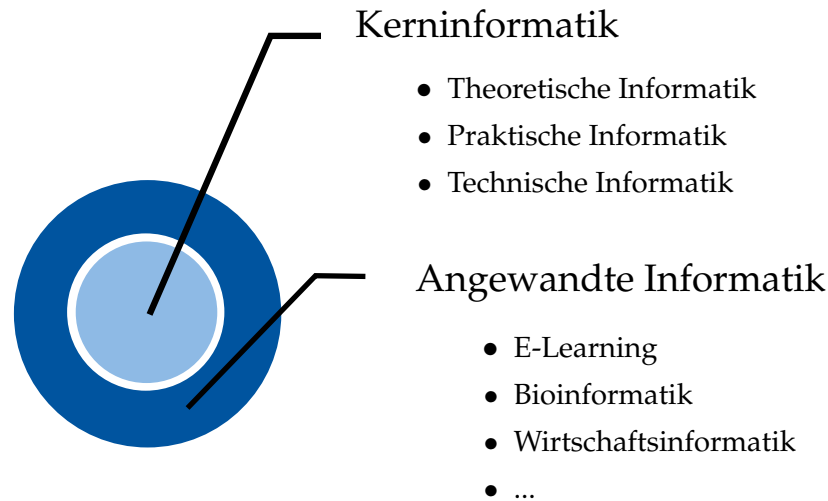 Kerninformatik
• Theoretische Informatik
• Praktische Informatik
• Technische Informatik
Angewandte Informatik
• E-Learning
• Bioinformatik
• Wirtschaftsinformatik
• ...